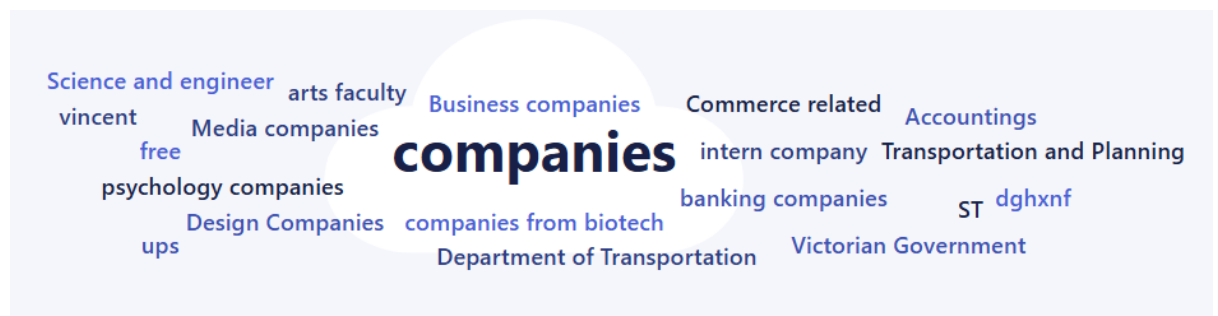 Science and engineer
arts faculty
Business companies
Commerce related
Accountings
vincent
Media companies
companies
intern company
Transportation and Planning
free
psychology companies
banking companies
dghxnf
ST
Design Companies
companies from biotech
ups
Department of Transportation
Victorian Government